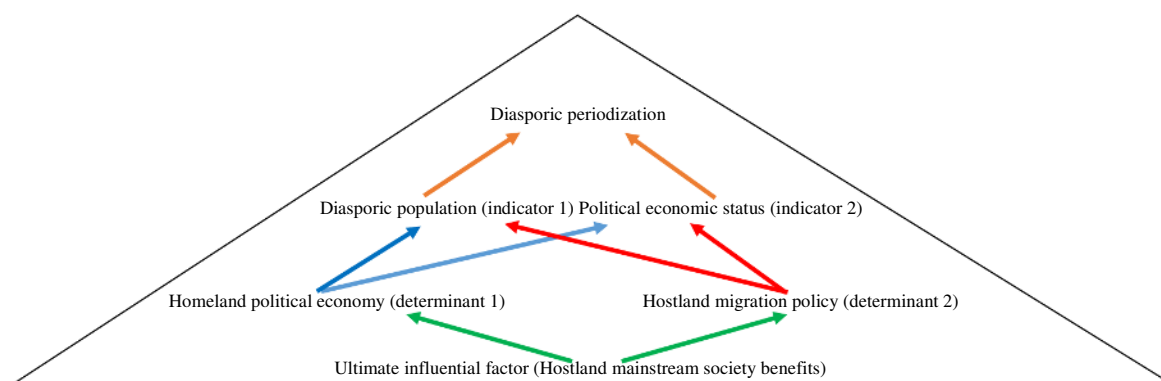 Diasporic periodization
Diasporic population (indicator 1) Political economic status (indicator 2)
Homeland political economy (determinant 1) Hostland migration policy (determinant 2)
Ultimate influential factor (Hostland mainstream society benefits)